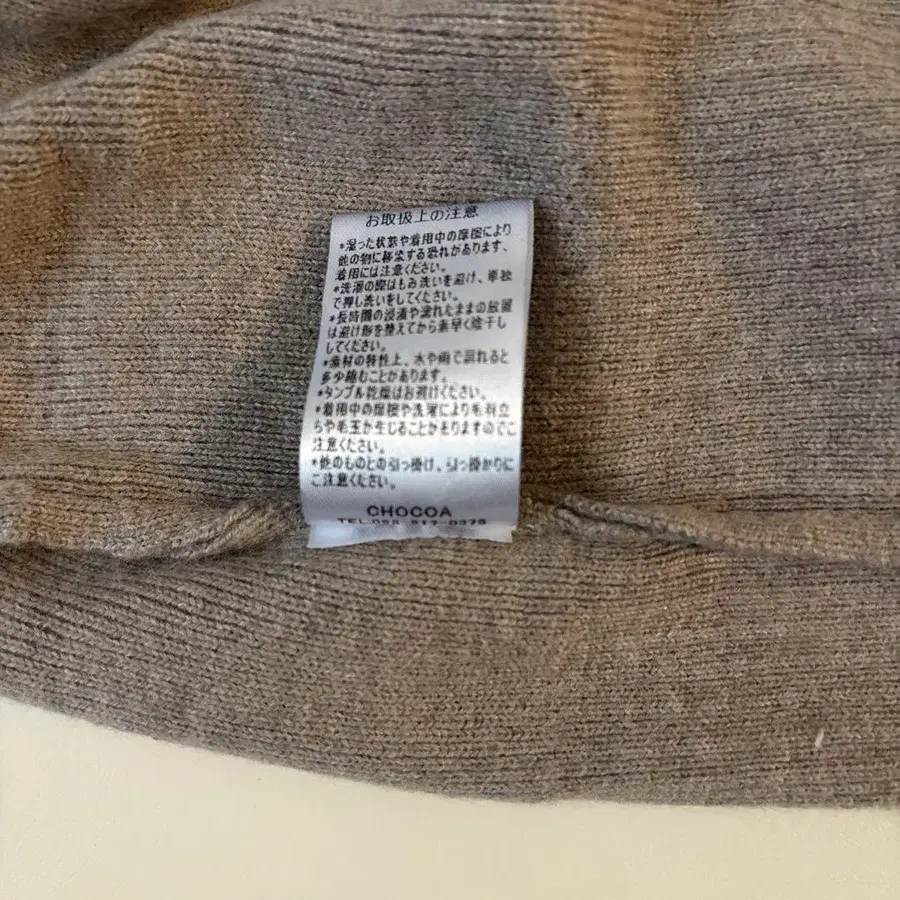 お取扱上の注意
*湿った状態や着用中の摩擦により
他の物に移染する恐れがあります、
着用には注意ください。
*洗濯の際はもみ洗いを避け、単独
で押し洗いをしてください。
*長時間の浸漬や濡れたままの放置
は避け形を整えてから素早く陰干し
してください。
*素材の特性上、水や雨で濡れると
多少縮むことがあります。
*タンブル乾燥はお避けください。
*着用中の摩擦や洗濯により毛羽立
ちや毛玉が生じることがありますのでご
注意ください。
*他のものとの引っ掛け、引っ掛かりに
ご注意ください。
CHOCOA
TEL: